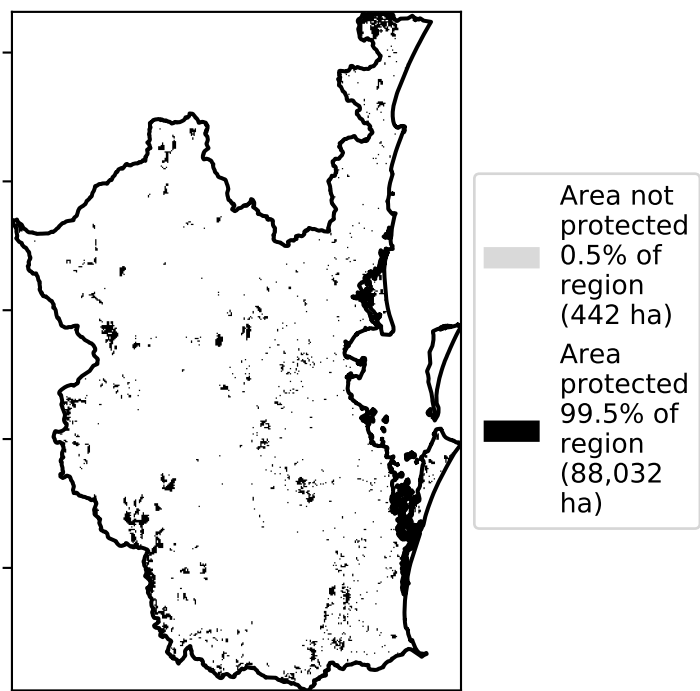 Area not
protected
0.5% of
region
(442 ha)
Area
protected
99.5% of
region
(88,032
ha)